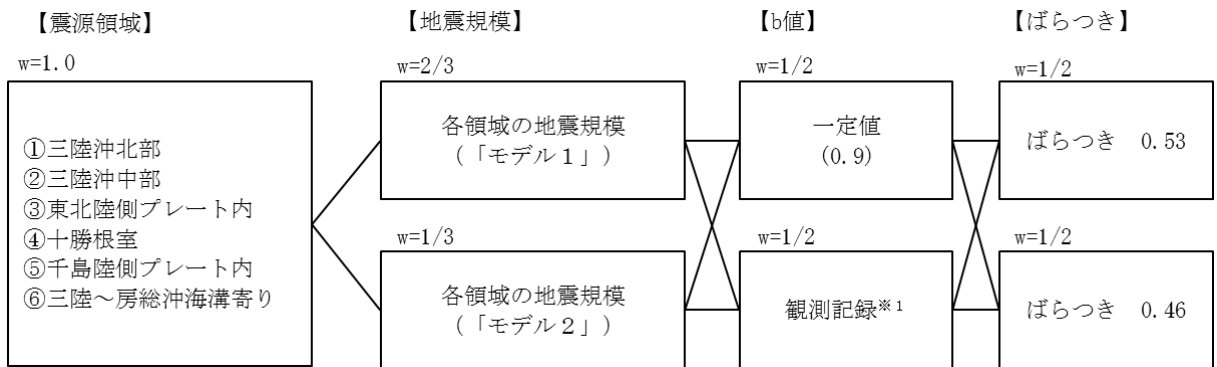 【震源領域】
【地震規模】
【b値】
【ばらつき】
w=1.0
①三陸沖北部
②三陸沖中部
③東北陸側プレート内
④十勝根室
⑤千島陸側プレート内
⑥三陸～房総沖海溝寄り
w=2/3
各領域の地震規模
（「モデル１」）
w=1/3
各領域の地震規模
（「モデル２」）
w=1/2
一定値
(0.9)
w=1/2
観測記録※1
w=1/2
ばらつき　0.53
w=1/2
ばらつき　0.46